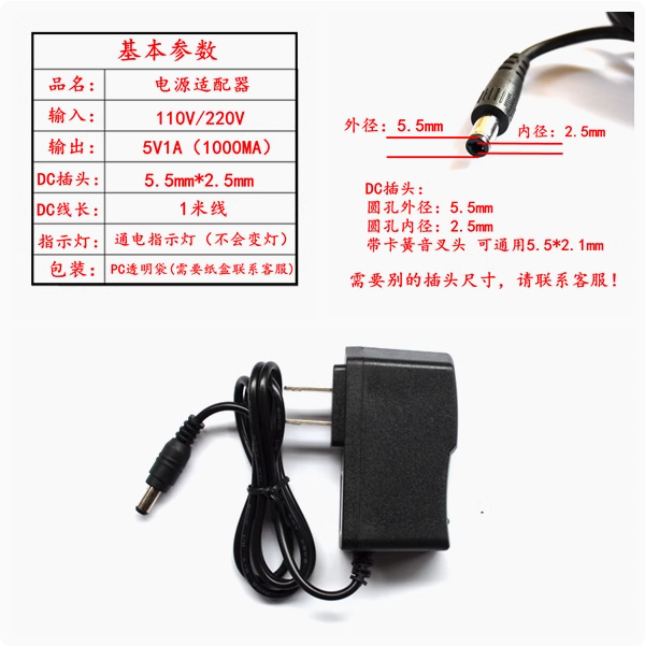 基本参数
品名： 电源适配器
输入： 110V/220V
输出： 5V1A（1000MA）
DC插头： 5.5mm*2.5mm
DC线长： 1米线
指示灯： 通电指示灯（不会变灯）
包装： PC透明袋(需要纸盒联系客服)
外径：5.5mm
内径：2.5mm
DC插头：
圆孔外径：5.5mm
圆孔内径：2.5mm
带卡簧音叉头 可通用5.5*2.1mm
需要别的插头尺寸，请联系客服！